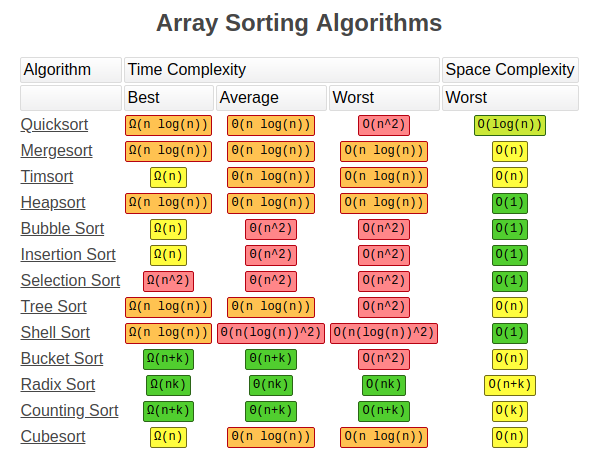 Array Sorting Algorithms
Algorithm Time Complexity Space Complexity
Best Average Worst Worst
Quicksort Ω(n log(n)) Θ(n log(n)) O(n^2) O(log(n))
Mergesort Ω(n log(n)) Θ(n log(n)) O(n log(n)) O(n)
Timsort Ω(n) Θ(n log(n)) O(n log(n)) O(n)
Heapsort Ω(n log(n)) Θ(n log(n)) O(n log(n)) O(1)
Bubble Sort Ω(n) Θ(n^2) O(n^2) O(1)
Insertion Sort Ω(n) Θ(n^2) O(n^2) O(1)
Selection Sort Ω(n^2) Θ(n^2) O(n^2) O(1)
Tree Sort Ω(n log(n)) Θ(n log(n)) O(n^2) O(n)
Shell Sort Ω(n log(n)) Θ(n(log(n))^2) O(n(log(n))^2) O(1)
Bucket Sort Ω(n+k) Θ(n+k) O(n^2) O(n)
Radix Sort Ω(nk) Θ(nk) O(nk) O(n+k)
Counting Sort Ω(n+k) Θ(n+k) O(n+k) O(k)
Cubesort Ω(n) Θ(n log(n)) O(n log(n)) O(n)